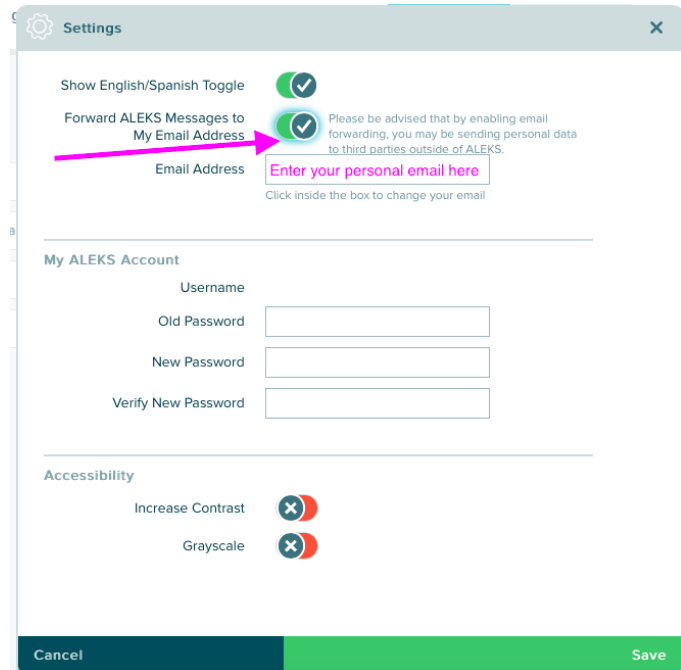 Settings
Show English/Spanish Toggle
Forward ALEKS Messages to
My Email Address
Please be advised that by enabling email
forwarding, you may be sending personal data
to third parties outside of ALEKS.
Email Address
Enter your personal email here
Click inside the box to change your email
My ALEKS Account
Username
Old Password
New Password
Verify New Password
Accessibility
Increase Contrast
Grayscale
Cancel
Save